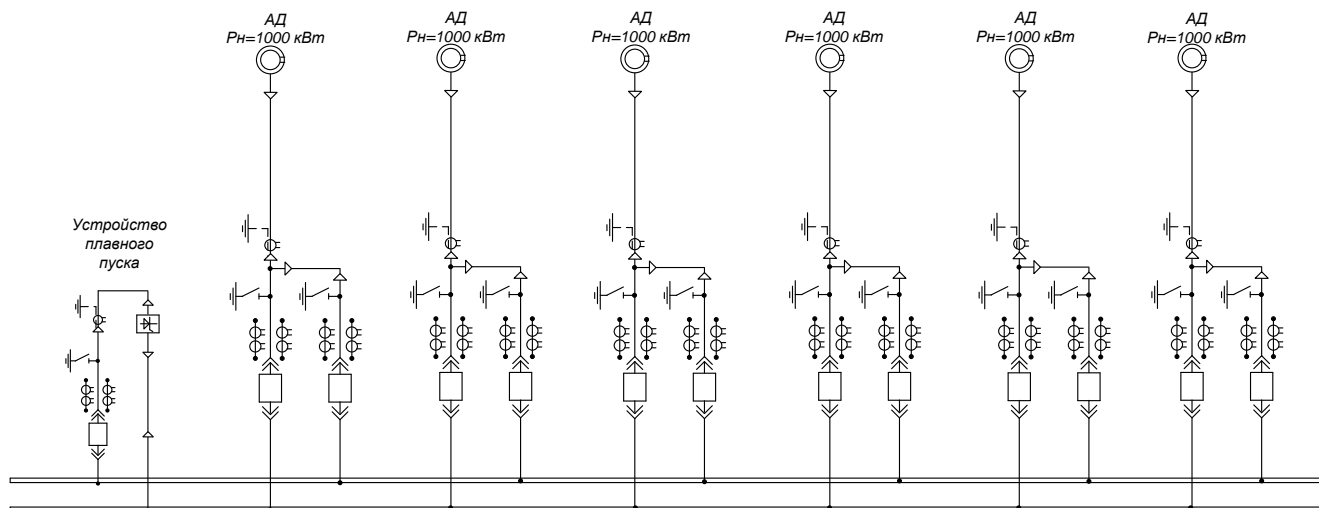 АД
Рн=1000 кВт
АД
Рн=1000 кВт
АД
Рн=1000 кВт
АД
Рн=1000 кВт
АД
Рн=1000 кВт
АД
Рн=1000 кВт
Устройство
плавного
пуска